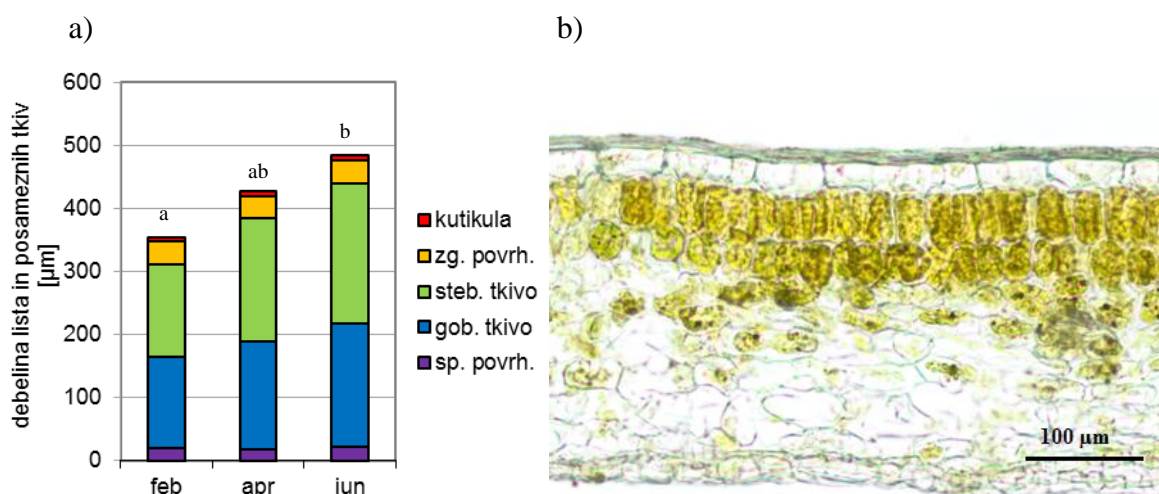 a)
b)
debelina lista in posameznih tkiv
[µm]
600
500
400
300
200
100
0
a
ab
b
feb
apr
jun
kutikula
zg. povrh.
steb. tkivo
gob. tkivo
sp. povrh.
100 µm